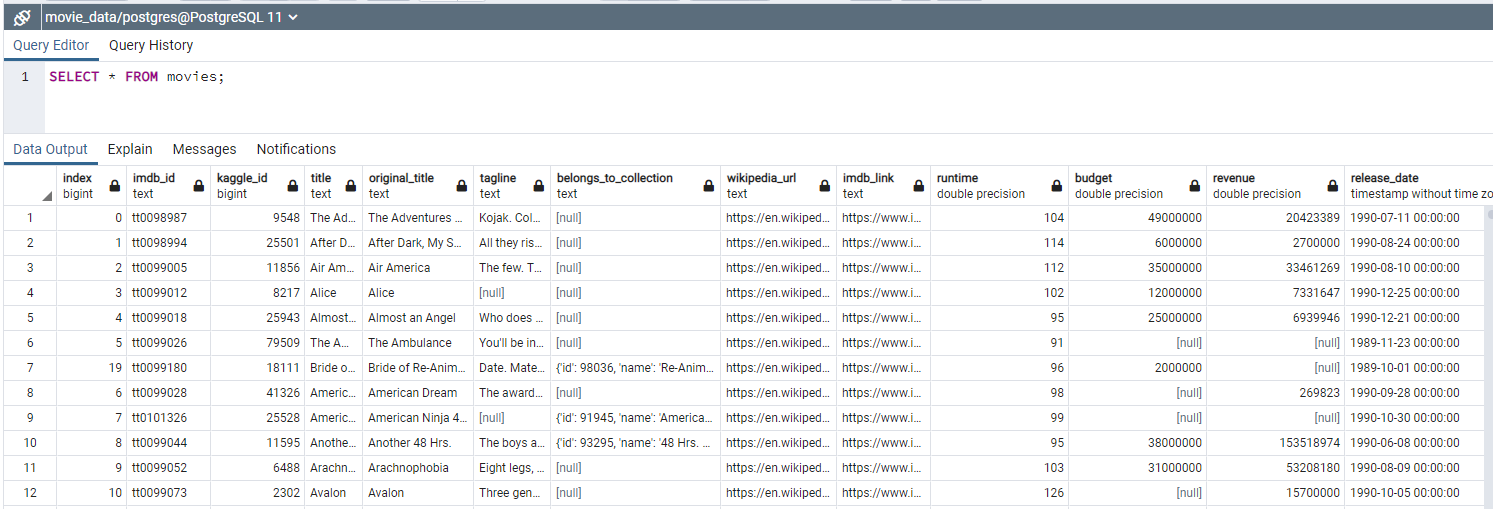 movie_data/postgres@PostgreSQL 11
Query Editor Query History
1 SELECT * FROM movies;
Data Output Explain Messages Notifications
index imdb_id kaggle_id title original_title tagline belongs_to_collection wikipedia_url imdb_link runtime budget revenue release_date
bigint text bigint text text text text text text double precision double precision double precision timestamp without time zo
1 0 tt0098987 9548 The Ad... The Adventures ... Kojak. Col... [null] https://en.wikiped... https://www.i... 104 49000000 20423389 1990-07-11 00:00:00
2 1 tt0098994 25501 After D... After Dark, My S... All they ris... [null] https://en.wikiped... https://www.i... 114 6000000 2700000 1990-08-24 00:00:00
3 2 tt0099005 11856 Air Am... Air America The few. T... [null] https://en.wikiped... https://www.i... 112 35000000 33461269 1990-08-10 00:00:00
4 3 tt0099012 8217 Alice Alice [null] [null] https://en.wikiped... https://www.i... 102 12000000 7331647 1990-12-25 00:00:00
5 4 tt0099018 25943 Almost... Almost an Angel Who does ... [null] https://en.wikiped... https://www.i... 95 25000000 6939946 1990-12-21 00:00:00
6 5 tt0099026 79509 The A... The Ambulance You'll be in... [null] https://en.wikiped... https://www.i... 91 [null] [null] 1989-11-23 00:00:00
7 19 tt0099180 18111 Bride o... Bride of Re-Anim... Date. Mate... {'id': 98036, 'name': 'Re-Anim... https://en.wikiped... https://www.i... 96 2000000 [null] 1989-10-01 00:00:00
8 6 tt0099028 41326 Americ... American Dream The award... [null] https://en.wikiped... https://www.i... 98 [null] 269823 1990-09-28 00:00:00
9 7 tt0101326 25528 Americ... American Ninja 4... [null] {'id': 91945, 'name': 'America... https://en.wikiped... https://www.i... 99 [null] [null] 1990-10-30 00:00:00
10 8 tt0099044 11595 Anothe... Another 48 Hrs. The boys a... {'id': 93295, 'name': '48 Hrs. ... https://en.wikiped... https://www.i... 95 38000000 153518974 1990-06-08 00:00:00
11 9 tt0099052 6488 Arachn... Arachnophobia Eight legs, ... [null] https://en.wikiped... https://www.i... 103 31000000 53208180 1990-08-09 00:00:00
12 10 tt0099073 2302 Avalon Avalon Three gen... [null] https://en.wikiped... https://www.i... 126 [null] 15700000 1990-10-05 00:00:00